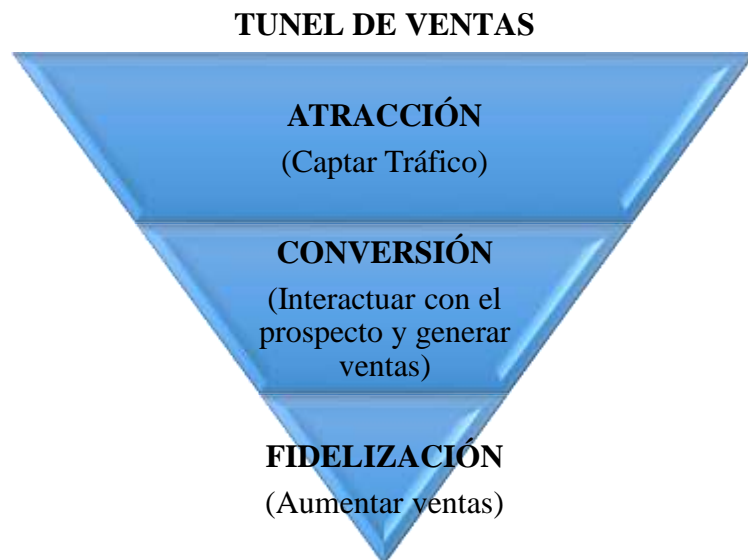 TUNEL DE VENTAS
ATRACCIÓN
(Captar Tráfico)
CONVERSIÓN
(Interactuar con el
prospecto y generar
ventas)
FIDELIZACIÓN
(Aumentar ventas)